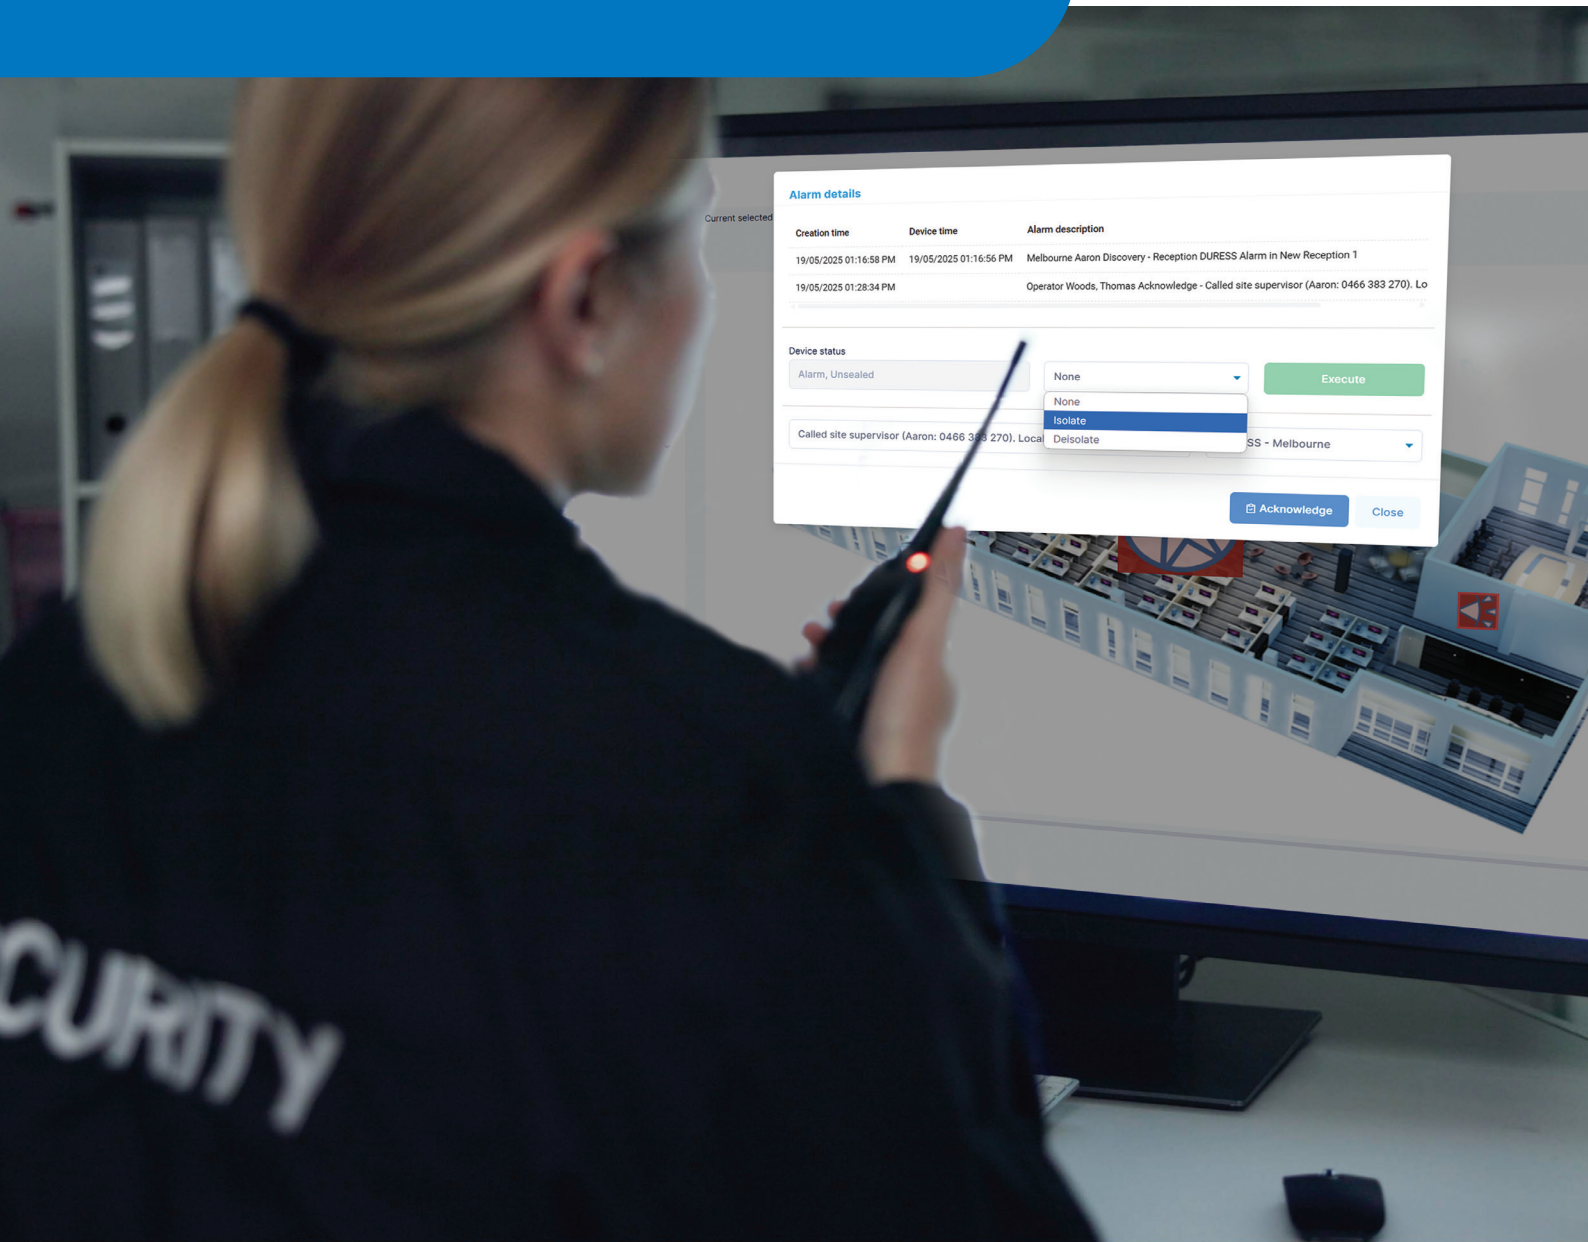 Current selected
Alarm details
Creation time Device time Alarm description
19/05/2025 01:16:58 PM 19/05/2025 01:16:56 PM Melbourne Aaron Discovery - Reception DURESS Alarm in New Reception 1
19/05/2025 01:28:34 PM Operator Woods, Thomas Acknowledge - Called site supervisor (Aaron: 0466 383 270). Lo
Device status
Alarm, Unsealed None Execute
None
Isolate
Deisolate
Called site supervisor (Aaron: 0466 383 270). Loca SS - Melbourne
Acknowledge Close
CURITY